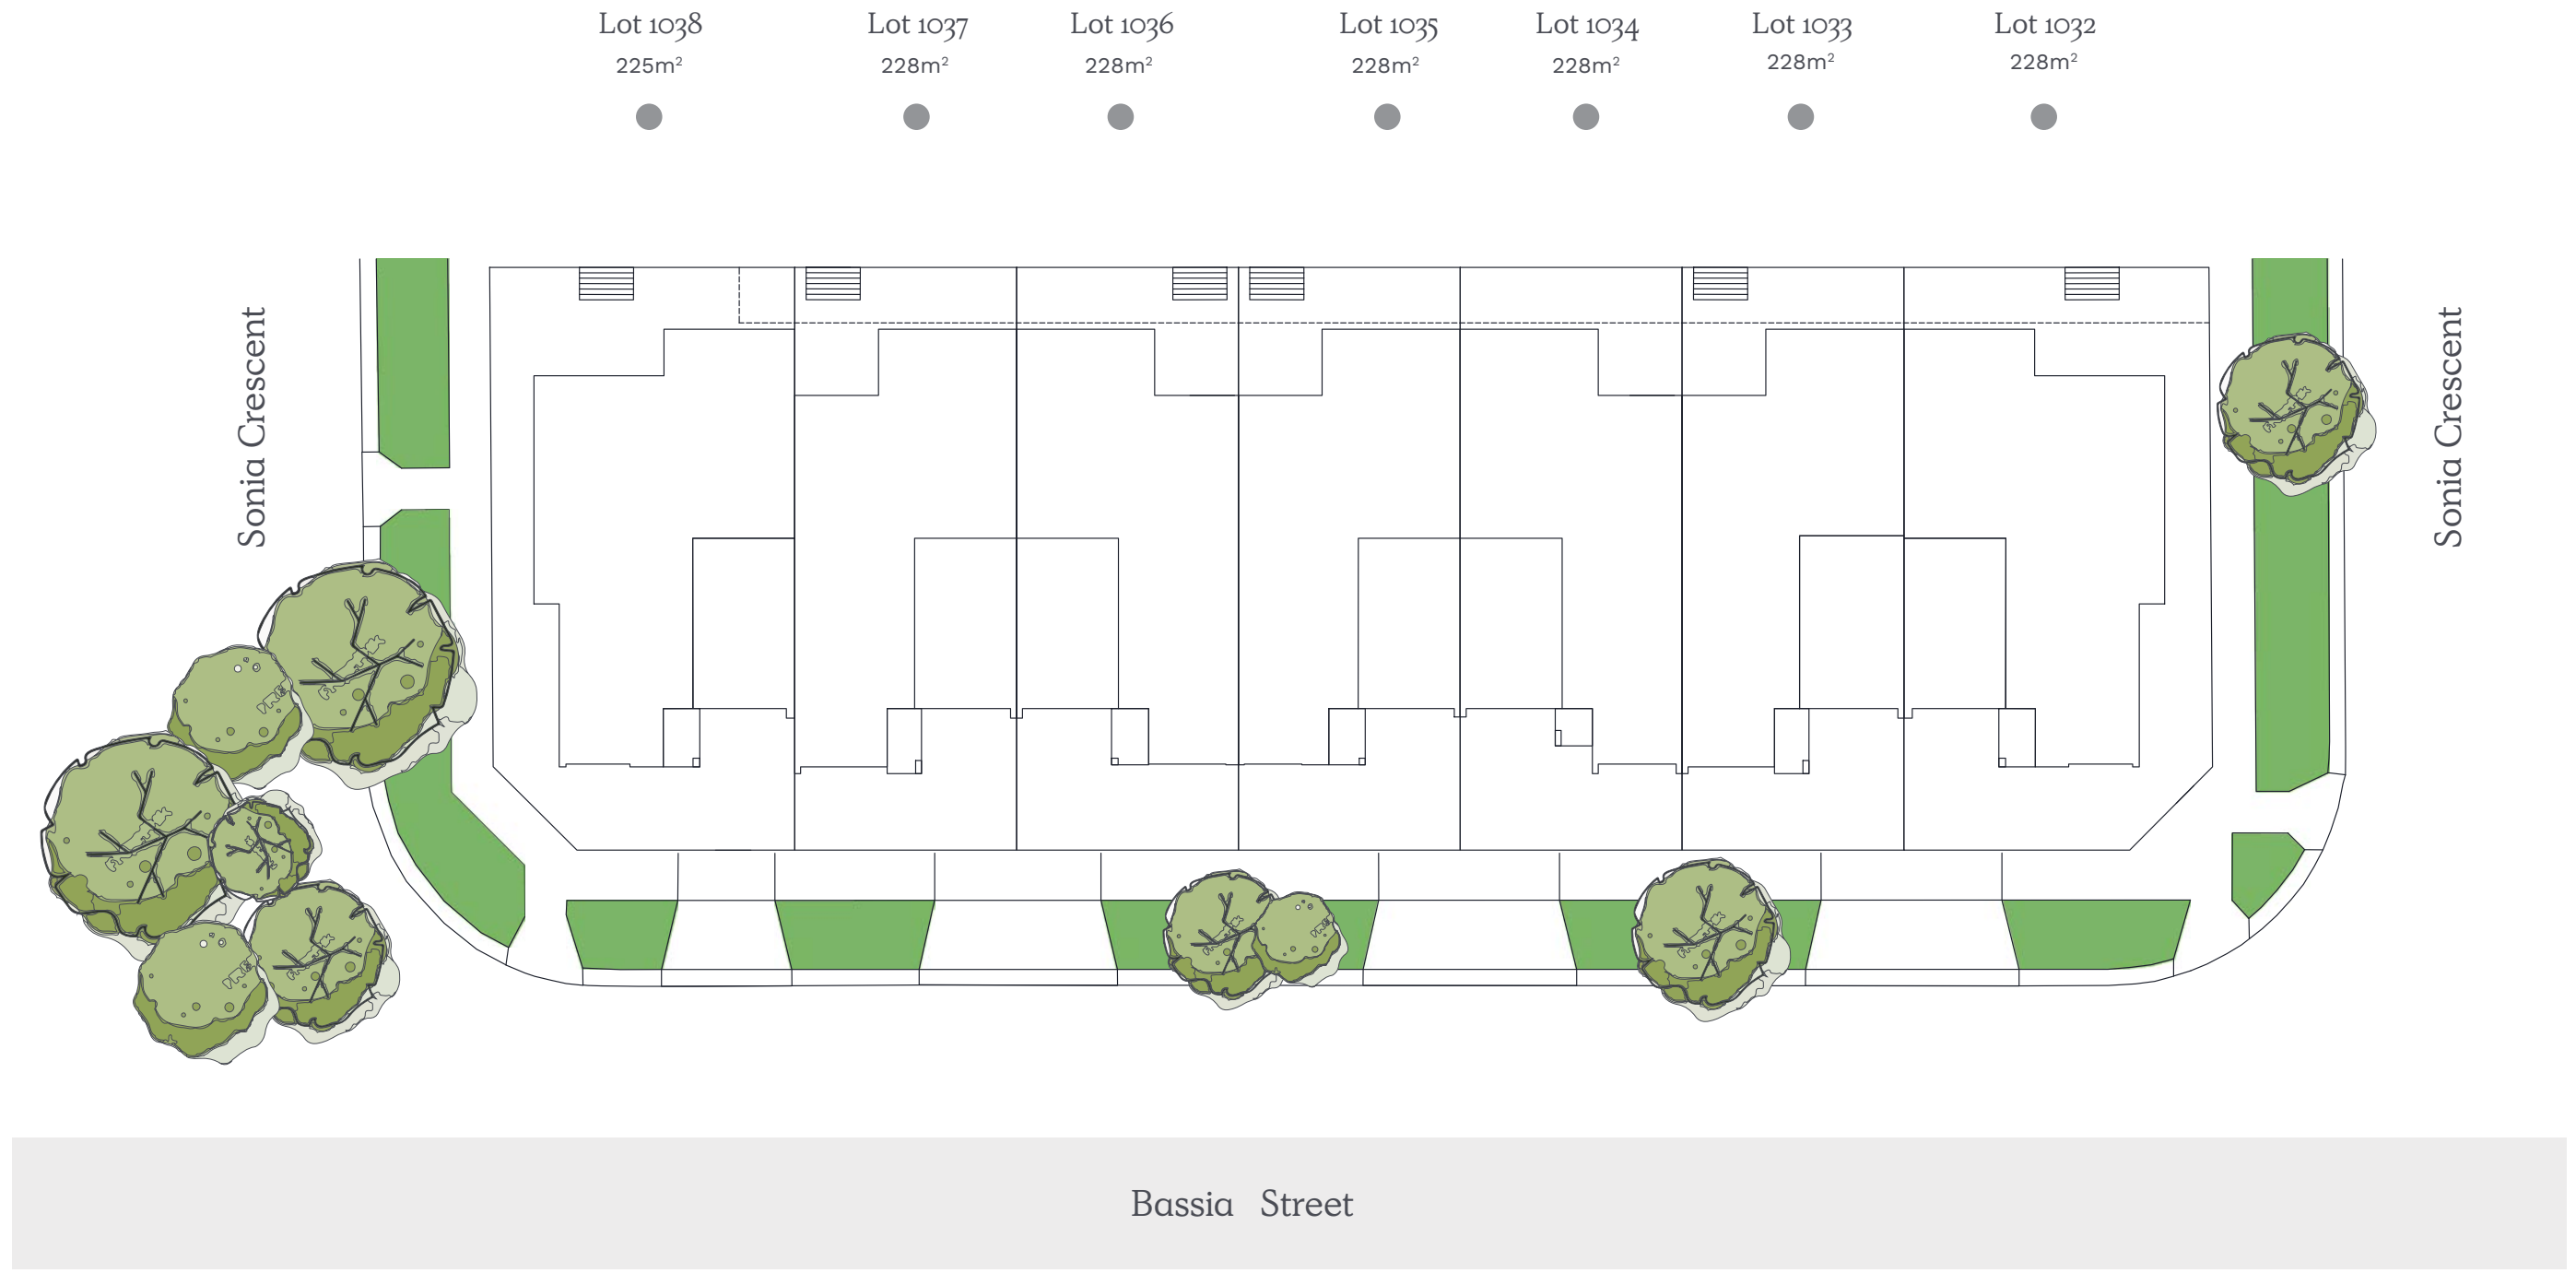 Lot 1038
225m²
Lot 1037
228m²
Lot 1036
228m²
Lot 1035
228m²
Lot 1034
228m²
Lot 1033
228m²
Lot 1032
228m²
Sonia Crescent
Sonia Crescent
Bassia Street